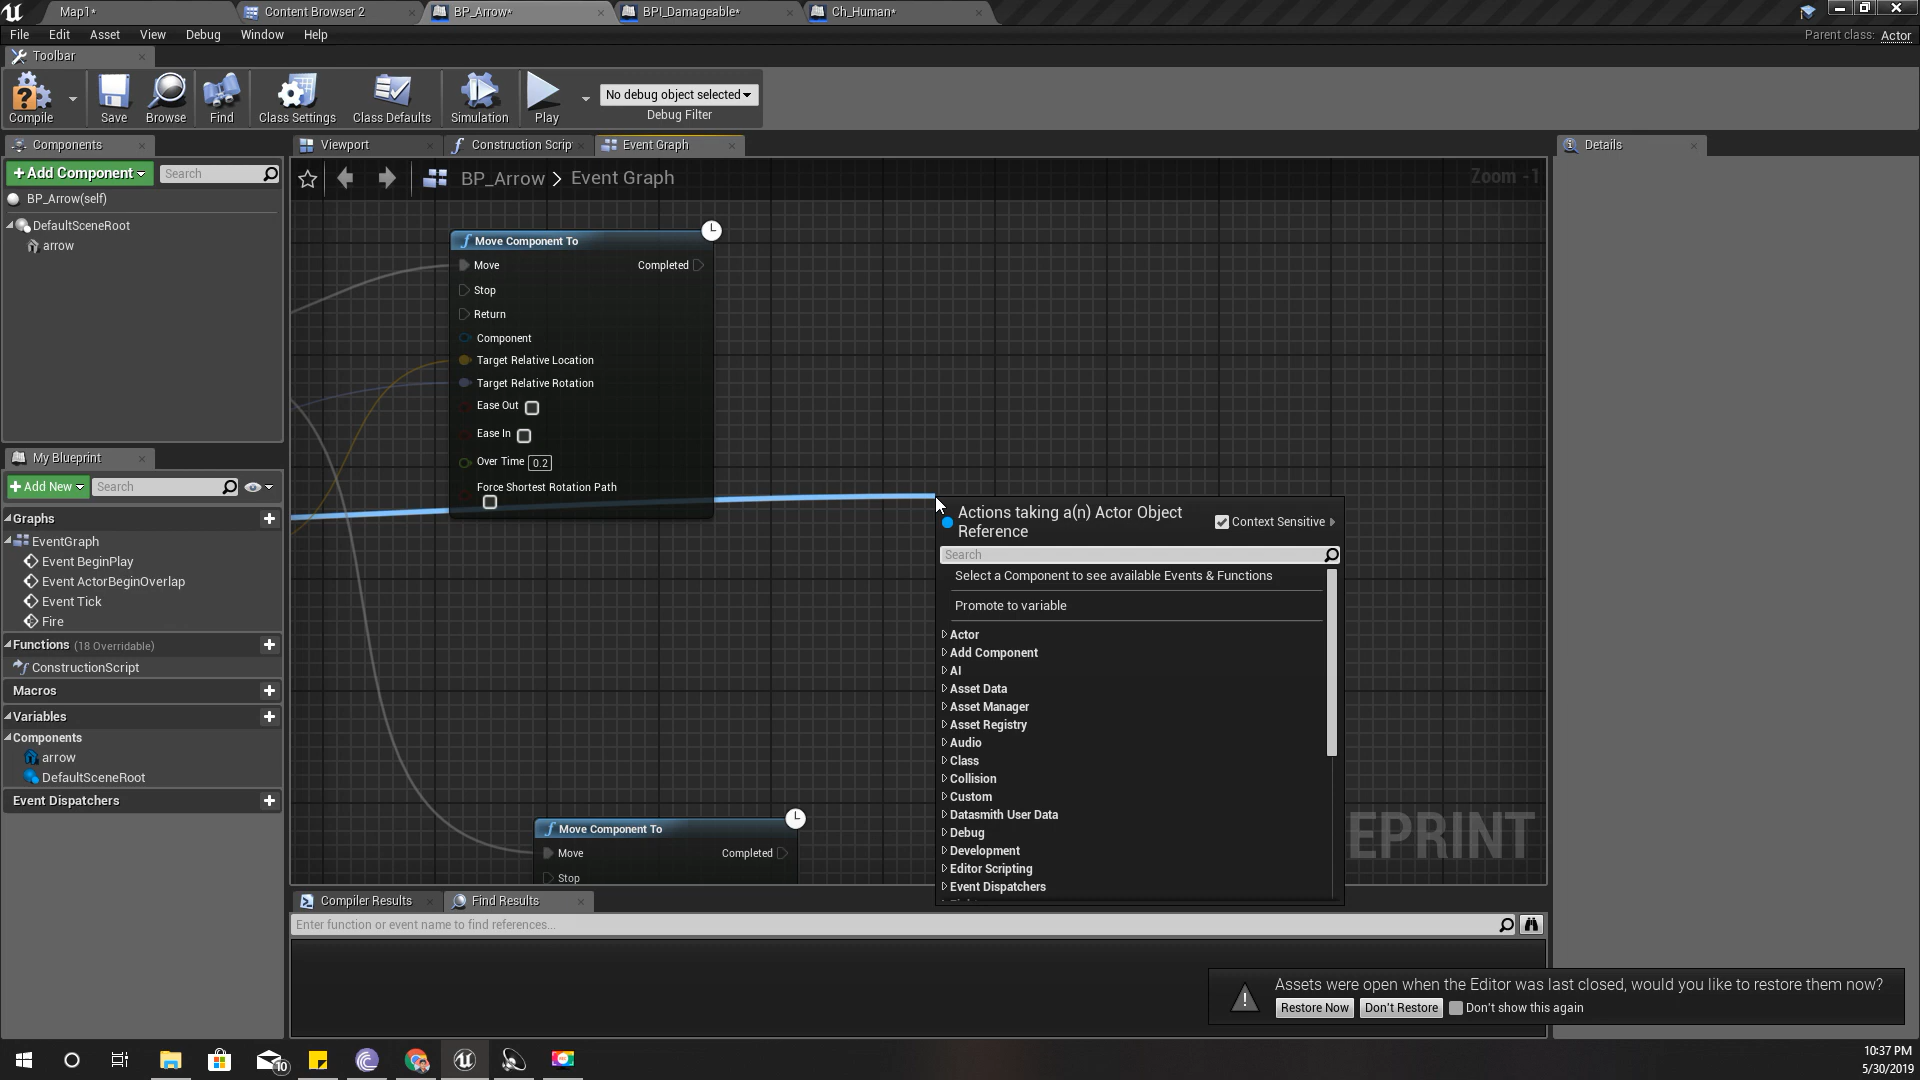 Map1*
Content Browser 2
BP_Arrow*
BPI_Damageable*
Ch_Human*
File Edit Asset View Debug Window Help
Parent class: Actor
Toolbar
Compile
Save
Browse
Find
Class Settings
Class Defaults
Simulation
Play
No debug object selected
Debug Filter
Components
+Add Component
Search
BP_Arrow(self)
DefaultSceneRoot
arrow
My Blueprint
+Add New
Search
Graphs
EventGraph
Event BeginPlay
Event ActorBeginOverlap
Event Tick
Fire
Functions (18 Overridable)
ConstructionScript
Macros
Variables
Components
arrow
DefaultSceneRoot
Event Dispatchers
Viewport
Construction Scrip
Event Graph
BP_Arrow > Event Graph
Zoom -1
Move Component To
Move
Completed
Stop
Return
Component
Target Relative Location
Target Relative Rotation
Ease Out
Ease In
Over Time 0.2
Force Shortest Rotation Path
Move Component To
Move
Completed
Stop
Actions taking a(n) Actor Object
Reference
Context Sensitive
Search
Select a Component to see available Events & Functions
Promote to variable
Actor
Add Component
AI
Asset Data
Asset Manager
Asset Registry
Audio
Class
Collision
Custom
Datasmith User Data
Debug
Development
Editor Scripting
Event Dispatchers
EPRINT
Details
Compiler Results
Find Results
Enter function or event name to find references...
Assets were open when the Editor was last closed, would you like to restore them now?
Restore Now
Don't Restore
Don't show this again
10
10:37 PM
5/30/2019